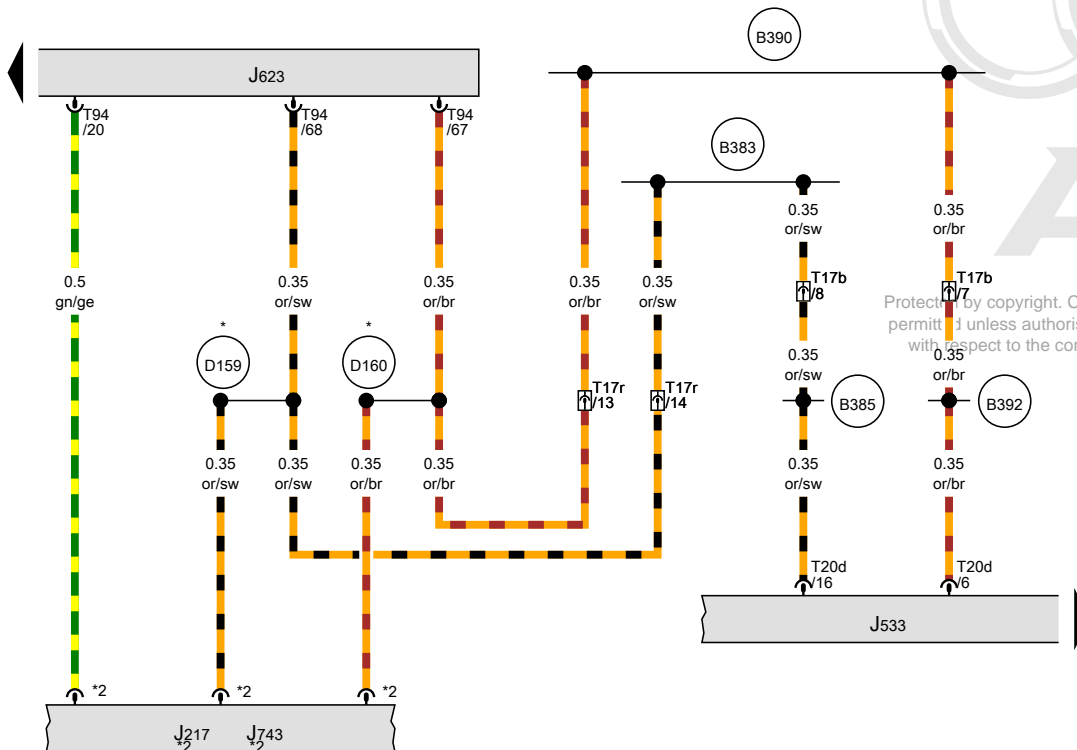 B390
J623
T94
/20
T94
/68
T94
/67
B383
0.35
or/sw
0.35
or/br
0.5
gn/ge
0.35
or/sw
0.35
or/br
0.35
or/br
0.35
or/sw
T17b
/8
T17b
/7
Protected by copyright. C
permitt d unless authoris
with respect to the con
*
D159
*
D160
0.35
or/sw
0.35
or/br
T17r
/13
T17r
/14
B385
B392
0.35
or/sw
0.35
or/sw
0.35
or/br
0.35
or/br
0.35
or/sw
0.35
or/br
T20d
/16
T20d
/6
J533
*2
*2
*2
J217
*2
J743
*2